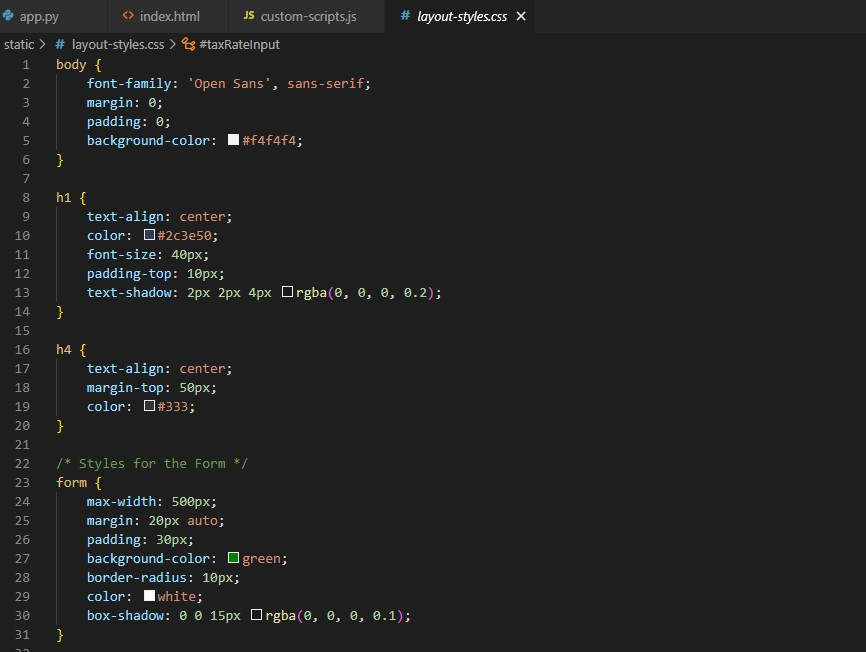 app.py <> index.html JS custom-scripts.js # layout-styles.css ×
static > # layout-styles.css > #taxRateInput
1 body {
2 font-family: 'Open Sans', sans-serif;
3 margin: 0;
4 padding: 0;
5 background-color: #f4f4f4;
6 }
7
8 h1 {
9 text-align: center;
10 color: #2c3e50;
11 font-size: 40px;
12 padding-top: 10px;
13 text-shadow: 2px 2px 4px rgba(0, 0, 0, 0.2);
14 }
15
16 h4 {
17 text-align: center;
18 margin-top: 50px;
19 color: #333;
20 }
21
22 /* Styles for the Form */
23 form {
24 max-width: 500px;
25 margin: 20px auto;
26 padding: 30px;
27 background-color: green;
28 border-radius: 10px;
29 color: white;
30 box-shadow: 0 0 15px rgba(0, 0, 0, 0.1);
31 }